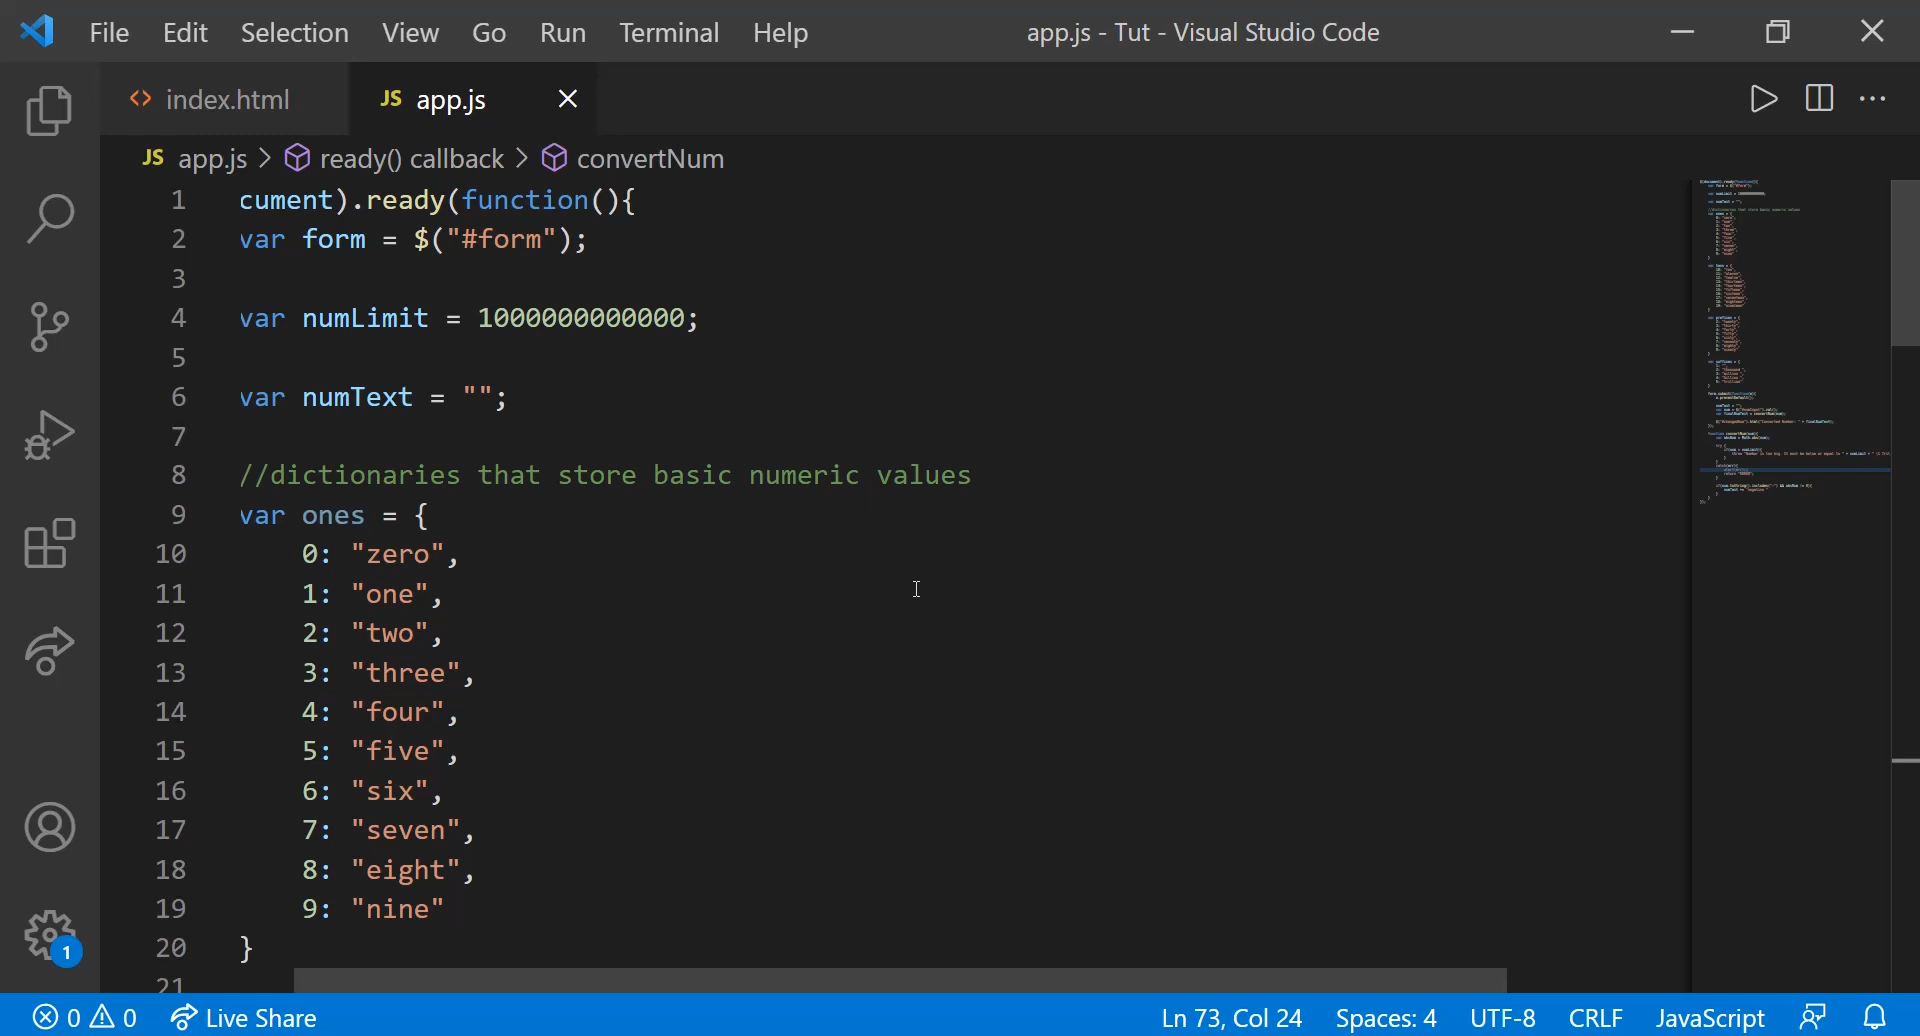 File Edit Selection View Go Run Terminal Help app.js - Tut - Visual Studio Code
<> index.html JS app.js
JS app.js > ready() callback > convertNum
1 cument).ready(function(){
2 var form = $("#form");
3
4 var numLimit = 1000000000000;
5
6 var numText = "";
7
8 //dictionaries that store basic numeric values
9 var ones = {
10 0: "zero",
11 1: "one",
12 2: "two",
13 3: "three",
14 4: "four",
15 5: "five",
16 6: "six",
17 7: "seven",
18 8: "eight",
19 9: "nine"
20 }
21
1
0 0 Live Share Ln 73, Col 24 Spaces: 4 UTF-8 CRLF JavaScript